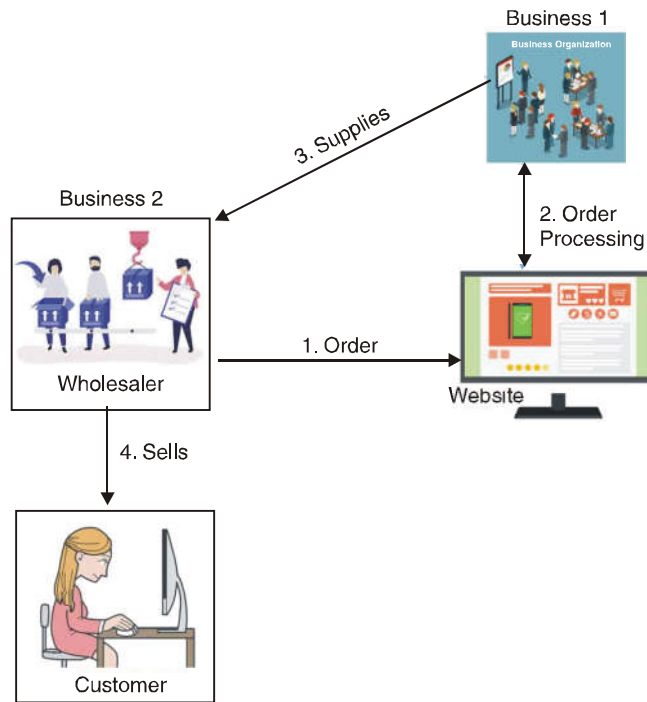 Business 1
Business Organization
3. Supplies
Business 2
2. Order
Processing
1. Order
Wholesaler
Website
4. Sells
Customer